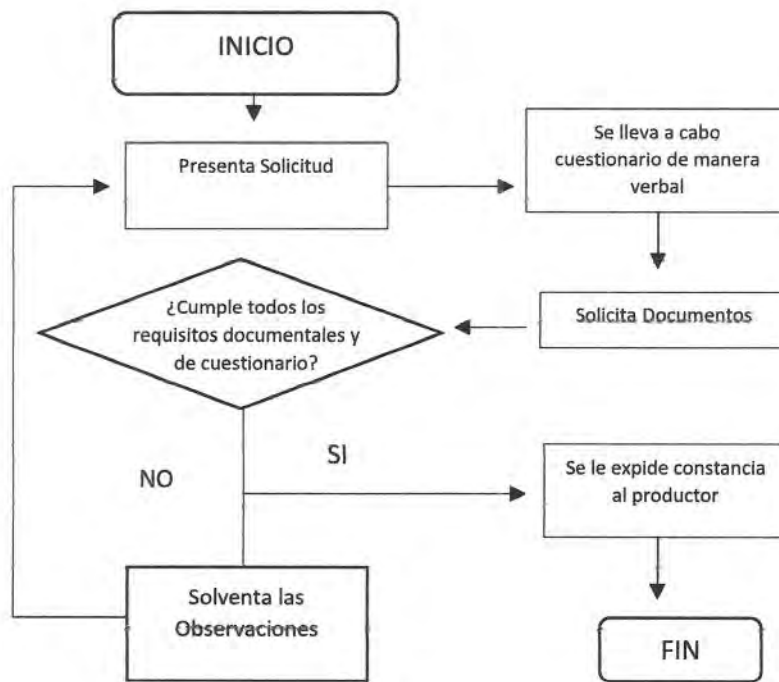 INICIO
Presenta Solicitud
Se lleva a cabo
cuestionario de manera
verbal
Solicita Documentos
¿Cumple todos los
requisitos documentales y
de cuestionario?
SI
NO
Se le expide constancia
al productor
Solventa las
Observaciones
FIN